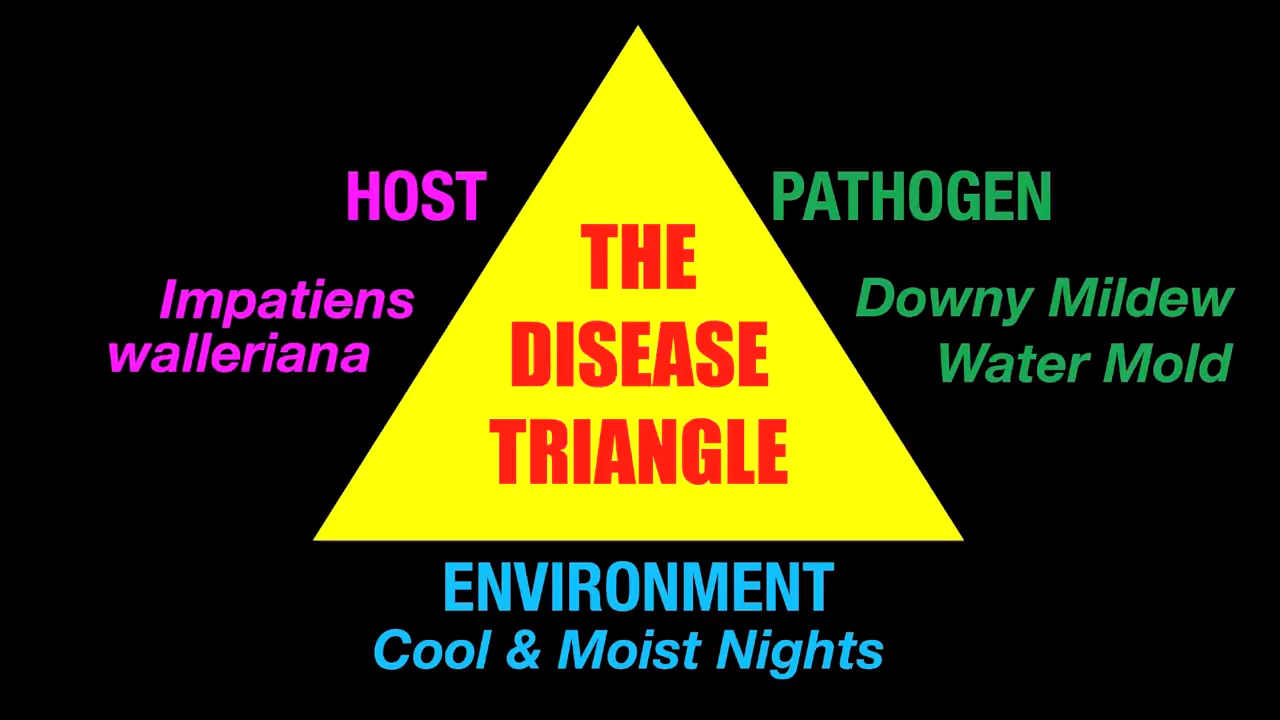 HOST
Impatiens
walleriana
THE
DISEASE
TRIANGLE
PATHOGEN
Downy Mildew
Water Mold
ENVIRONMENT
Cool & Moist Nights